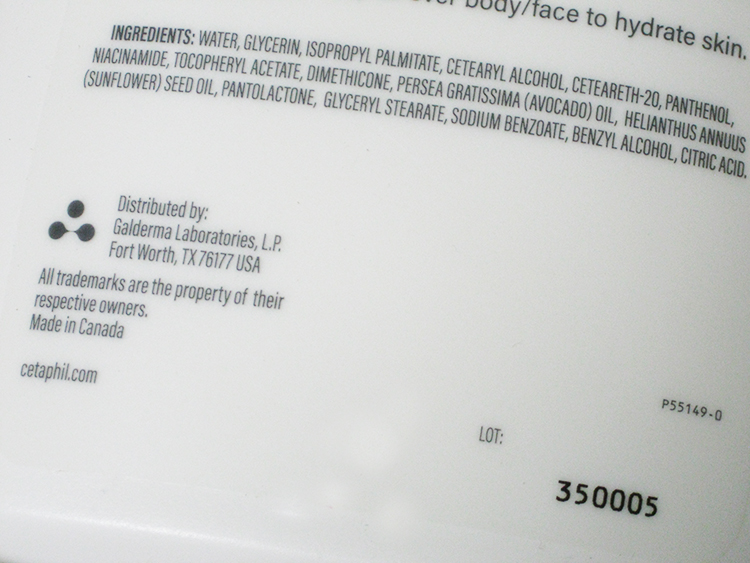 body/face to hydrate skin.
INGREDIENTS: WATER, GLYCERIN, ISOPROPYL PALMITATE, CETEARYL ALCOHOL, CETEARETH-20, PANTHENOL,
NIACINAMIDE, TOCOPHERYL ACETATE, DIMETHICONE, PERSEA GRATISSIMA (AVOCADO) OIL, HELIANTHUS ANNUUS
(SUNFLOWER) SEED OIL, PANTOLACTONE, GLYCERYL STEARATE, SODIUM BENZOATE, BENZYL ALCOHOL, CITRIC ACID.
Distributed by:
Galderma Laboratories, L.P.
Fort Worth, TX 76177 USA
All trademarks are the property of their
respective owners.
Made in Canada
cetaphil.com
P55149-0
LOT:
350005